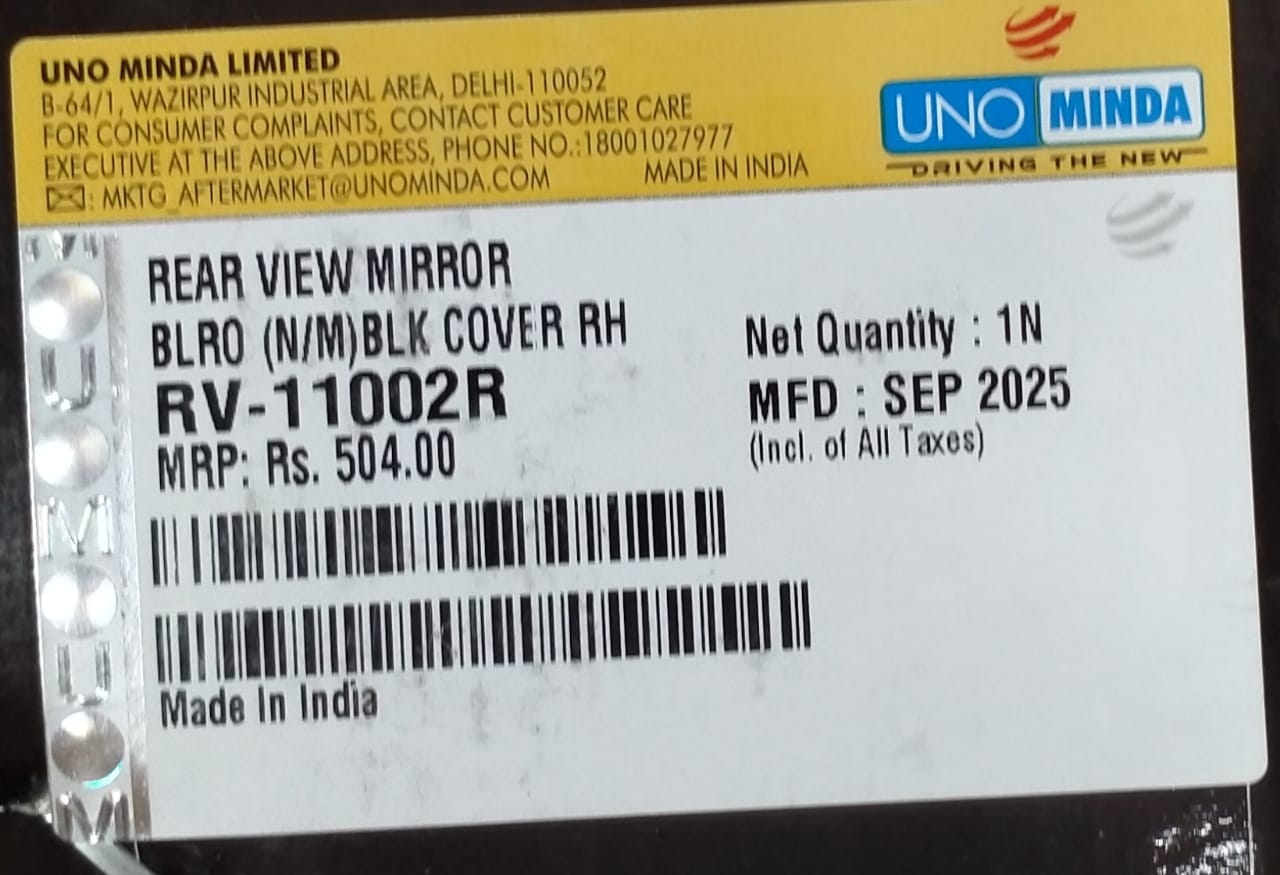 UNO MINDA LIMITED
B-64/1, WAZIRPUR INDUSTRIAL AREA, DELHI-110052
FOR CONSUMER COMPLAINTS, CONTACT CUSTOMER CARE
EXECUTIVE AT THE ABOVE ADDRESS, PHONE NO.:18001027977
✉: MKTG_AFTERMARKET@UNOMINDA.COM MADE IN INDIA
UNO MINDA
DRIVING THE NEW
REAR VIEW MIRROR
BLRO (N/M)BLK COVER RH
RV-11002R
MRP: Rs. 504.00
Net Quantity : 1N
MFD : SEP 2025
(Incl. of All Taxes)
Made In India
U
M
U
M